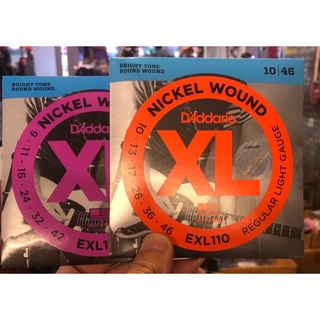 BRIGHT TONE
ROUND WOUND
NICKEL WOUND
D'Addario
XL
9 · 11 · 16 · 24 · 32 · 42
EXL1
BRIGHT TONE
ROUND WOUND
10|46
NICKEL WOUND
D'Addario
XL
10 · 13 · 17 · 26 · 36 · 46
EXL110
REGULAR LIGHT GAUGE